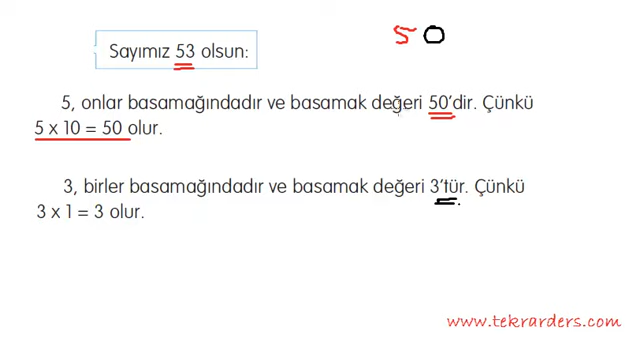 50
Sayımız 53 olsun:
5, onlar basamağındadır ve basamak değeri 50'dir. Çünkü
5 x 10 = 50 olur.
3, birler basamağındadır ve basamak değeri 3'tür. Çünkü
3 x 1 = 3 olur.
www.tekrarders.com